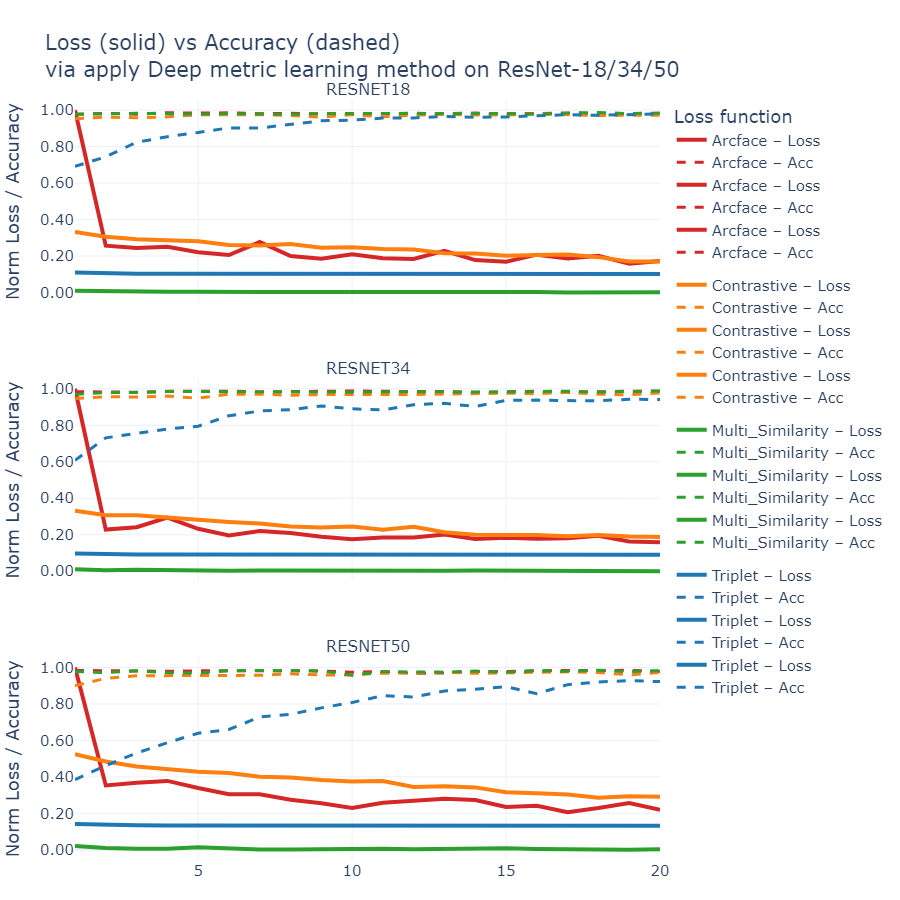 Loss (solid) vs Accuracy (dashed)
via apply Deep metric learning method on ResNet-18/34/50
RESNET18
Norm Loss / Accuracy
1.00
0.80
0.60
0.40
0.20
0.00
RESNET34
Norm Loss / Accuracy
1.00
0.80
0.60
0.40
0.20
0.00
RESNET50
Norm Loss / Accuracy
1.00
0.80
0.60
0.40
0.20
0.00
5 10 15 20
Loss function
Arcface – Loss
Arcface – Acc
Arcface – Loss
Arcface – Acc
Arcface – Loss
Arcface – Acc
Contrastive – Loss
Contrastive – Acc
Contrastive – Loss
Contrastive – Acc
Contrastive – Loss
Contrastive – Acc
Multi_Similarity – Loss
Multi_Similarity – Acc
Multi_Similarity – Loss
Multi_Similarity – Acc
Multi_Similarity – Loss
Multi_Similarity – Acc
Triplet – Loss
Triplet – Acc
Triplet – Loss
Triplet – Acc
Triplet – Loss
Triplet – Acc